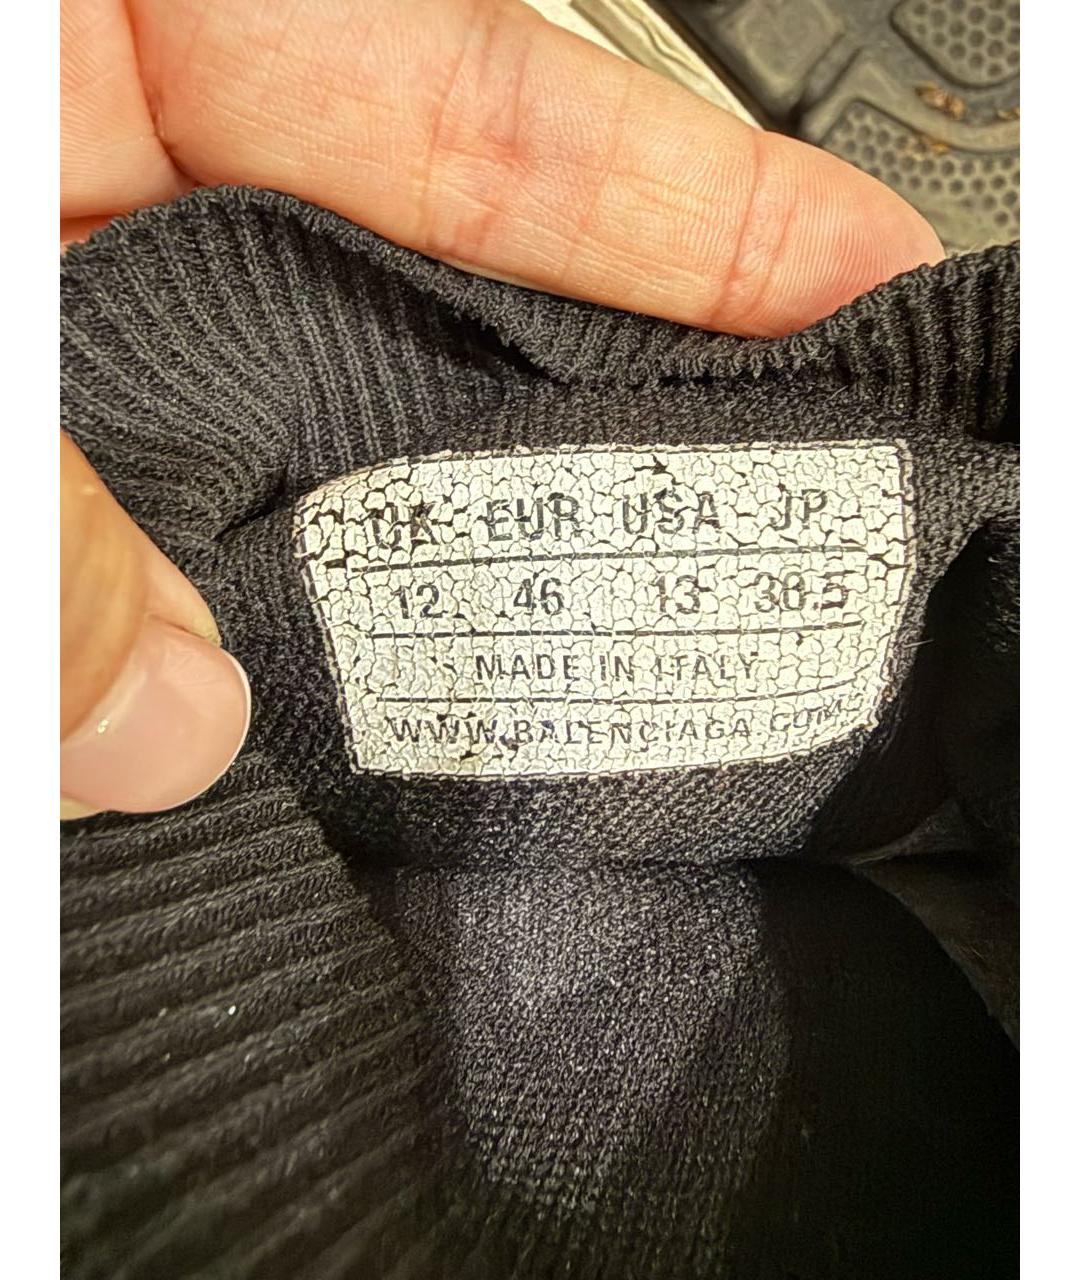 UK EUR USA JP
12 46 13 30.5
MADE IN ITALY
WWW.BALENCIAGA.COM